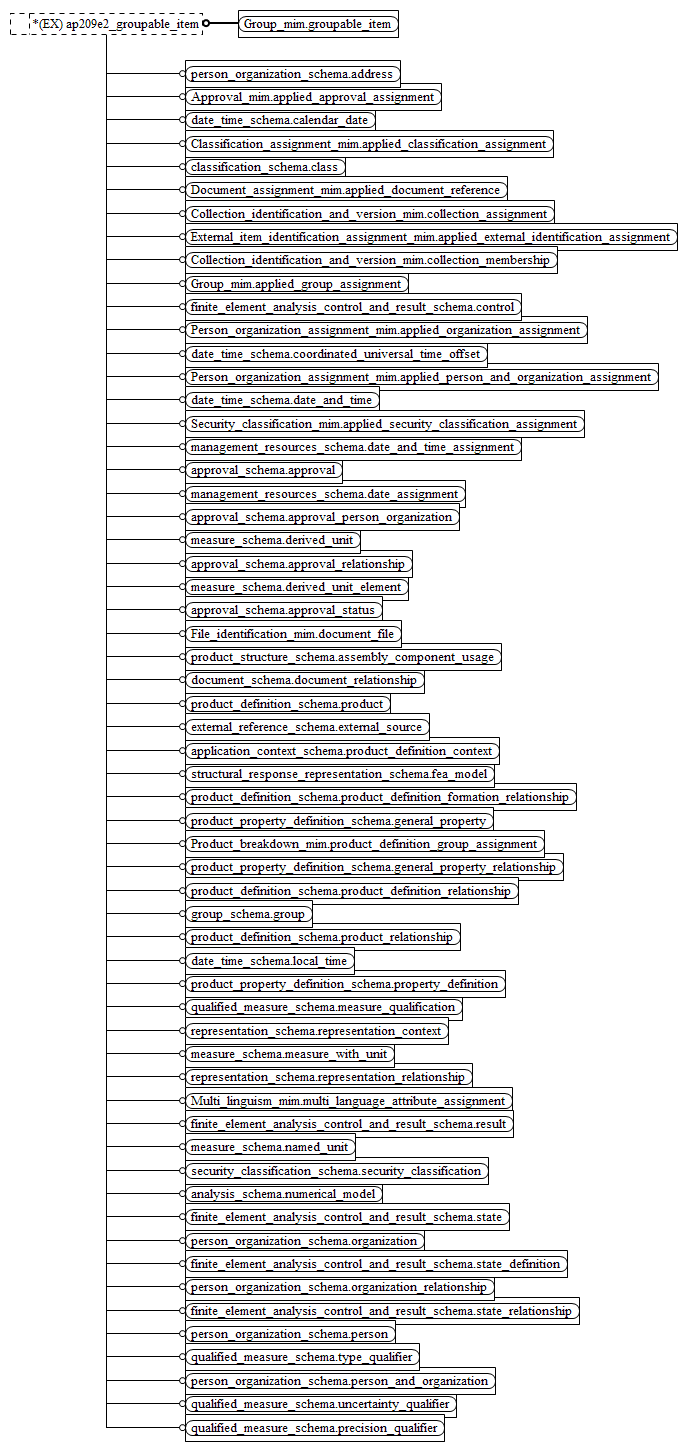 *(EX) ap209e2_groupable_item
Group_mim.groupable_item
person_organization_schema.address
Approval_mim.applied_approval_assignment
date_time_schema.calendar_date
Classification_assignment_mim.applied_classification_assignment
classification_schema.class
Document_assignment_mim.applied_document_reference
Collection_identification_and_version_mim.collection_assignment
External_item_identification_assignment_mim.applied_external_identification_assignment
Collection_identification_and_version_mim.collection_membership
Group_mim.applied_group_assignment
finite_element_analysis_control_and_result_schema.control
Person_organization_assignment_mim.applied_organization_assignment
date_time_schema.coordinated_universal_time_offset
Person_organization_assignment_mim.applied_person_and_organization_assignment
date_time_schema.date_and_time
Security_classification_mim.applied_security_classification_assignment
management_resources_schema.date_and_time_assignment
approval_schema.approval
management_resources_schema.date_assignment
approval_schema.approval_person_organization
measure_schema.derived_unit
approval_schema.approval_relationship
measure_schema.derived_unit_element
approval_schema.approval_status
File_identification_mim.document_file
product_structure_schema.assembly_component_usage
document_schema.document_relationship
product_definition_schema.product
external_reference_schema.external_source
application_context_schema.product_definition_context
structural_response_representation_schema.fea_model
product_definition_schema.product_definition_formation_relationship
product_property_definition_schema.general_property
Product_breakdown_mim.product_definition_group_assignment
product_property_definition_schema.general_property_relationship
product_definition_schema.product_definition_relationship
group_schema.group
product_definition_schema.product_relationship
date_time_schema.local_time
product_property_definition_schema.property_definition
qualified_measure_schema.measure_qualification
representation_schema.representation_context
measure_schema.measure_with_unit
representation_schema.representation_relationship
Multi_linguism_mim.multi_language_attribute_assignment
finite_element_analysis_control_and_result_schema.result
measure_schema.named_unit
security_classification_schema.security_classification
analysis_schema.numerical_model
finite_element_analysis_control_and_result_schema.state
person_organization_schema.organization
finite_element_analysis_control_and_result_schema.state_definition
person_organization_schema.organization_relationship
finite_element_analysis_control_and_result_schema.state_relationship
person_organization_schema.person
qualified_measure_schema.type_qualifier
person_organization_schema.person_and_organization
qualified_measure_schema.uncertainty_qualifier
qualified_measure_schema.precision_qualifier